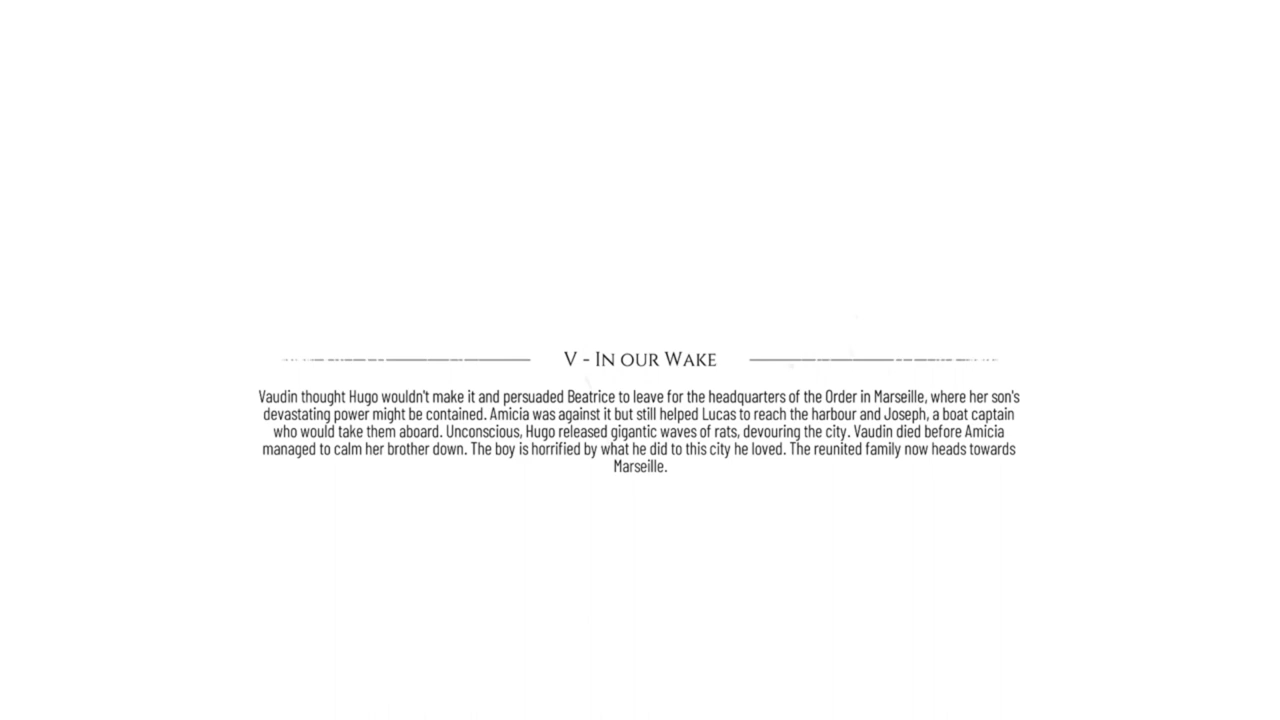 V - In our Wake
Vaudin thought Hugo wouldn't make it and persuaded Beatrice to leave for the headquarters of the Order in Marseille, where her son's
devastating power might be contained. Amicia was against it but still helped Lucas to reach the harbour and Joseph, a boat captain
who would take them aboard. Unconscious, Hugo released gigantic waves of rats, devouring the city. Vaudin died before Amicia
managed to calm her brother down. The boy is horrified by what he did to this city he loved. The reunited family now heads towards
Marseille.